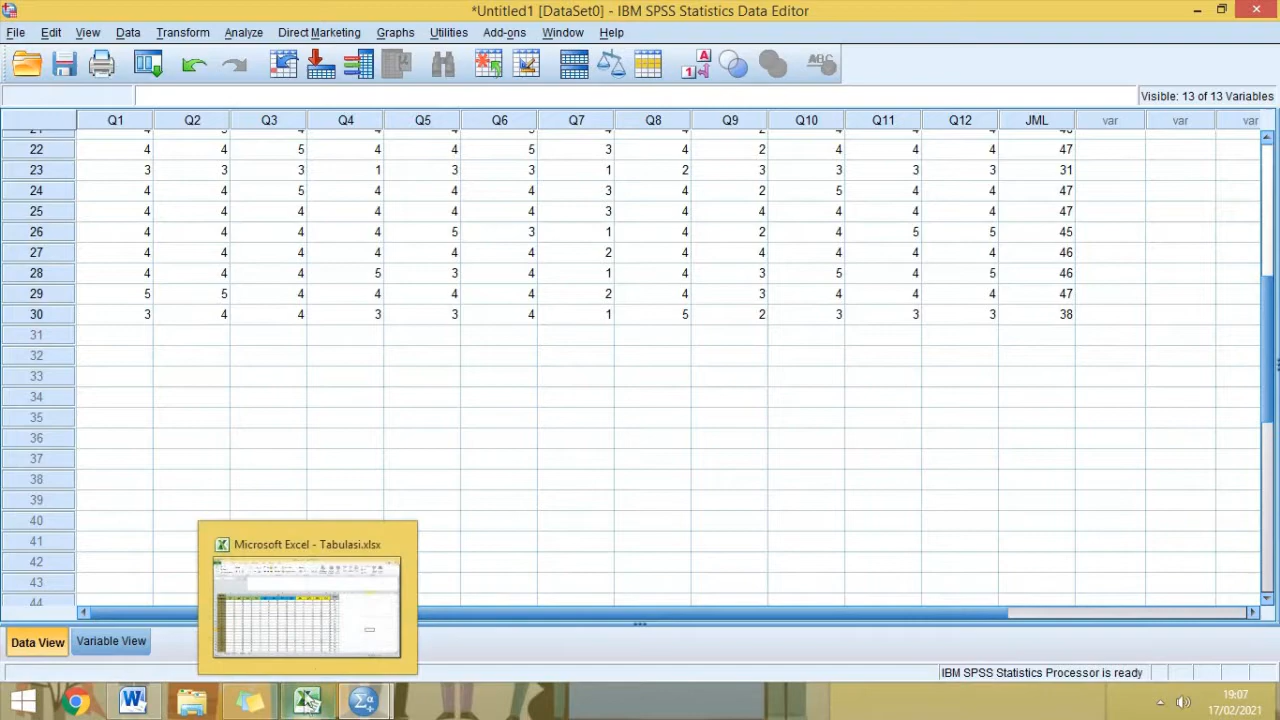 *Untitled1 [DataSet0] - IBM SPSS Statistics Data Editor
File Edit View Data Transform Analyze Direct Marketing Graphs Utilities Add-ons Window Help
Visible: 13 of 13 Variables
Q1 Q2 Q3 Q4 Q5 Q6 Q7 Q8 Q9 Q10 Q11 Q12 JML var var var
22 4 4 5 4 4 5 3 4 2 4 4 4 47
23 3 3 3 1 3 3 1 2 3 3 3 3 31
24 4 4 5 4 4 4 3 4 2 5 4 4 47
25 4 4 4 4 4 4 3 4 4 4 4 4 47
26 4 4 4 4 5 3 1 4 2 4 5 5 45
27 4 4 4 4 4 4 2 4 4 4 4 4 46
28 4 4 4 5 3 4 1 4 3 5 4 5 46
29 5 5 4 4 4 4 2 4 3 4 4 4 47
30 3 4 4 3 3 4 1 5 2 3 3 3 38
31
32
33
34
35
36
37
38
39
40
41
42
43
44
Microsoft Excel - Tabulasi.xlsx
Data View Variable View
IBM SPSS Statistics Processor is ready
19:07
17/02/2021